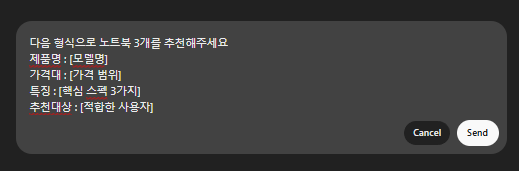 다음 형식으로 노트북 3개를 추천해주세요
제품명 : [모델명]
가격대 : [가격 범위]
특징 : [핵심 스펙 3가지]
추천대상 : [적합한 사용자]
Cancel Send